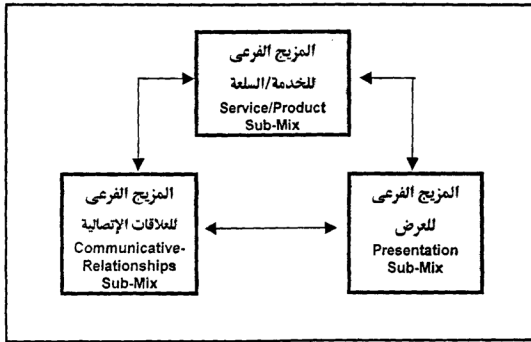 المزيج الفرعى
للخدمة/السلعة
Service/Product
Sub-Mix
المزيج الفرعى
للعلاقات الإتصالية
Communicative-
Relationships
Sub-Mix
المزيج الفرعى
للعرض
Presentation
Sub-Mix